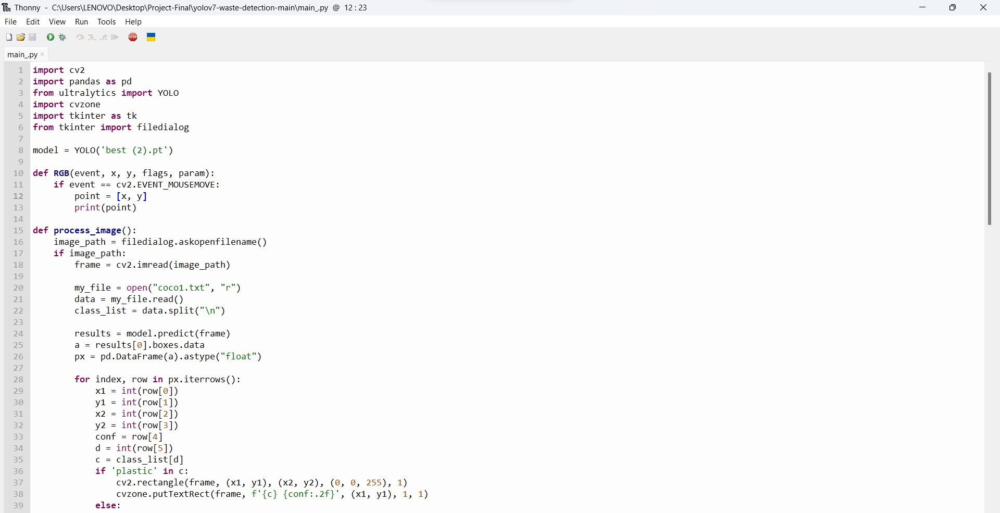 Thonny - C:\Users\LENOVO\Desktop\Project-Final\yolov7-waste-detection-main\main_.py @ 12 : 23
File Edit View Run Tools Help
STOP
main_.py ×
1 import cv2
2 import pandas as pd
3 from ultralytics import YOLO
4 import cvzone
5 import tkinter as tk
6 from tkinter import filedialog
7
8 model = YOLO('best (2).pt')
9
10 def RGB(event, x, y, flags, param):
11     if event == cv2.EVENT_MOUSEMOVE:
12         point = [x, y]
13         print(point)
14
15 def process_image():
16     image_path = filedialog.askopenfilename()
17     if image_path:
18         frame = cv2.imread(image_path)
19
20         my_file = open("coco1.txt", "r")
21         data = my_file.read()
22         class_list = data.split("\n")
23
24         results = model.predict(frame)
25         a = results[0].boxes.data
26         px = pd.DataFrame(a).astype("float")
27
28         for index, row in px.iterrows():
29             x1 = int(row[0])
30             y1 = int(row[1])
31             x2 = int(row[2])
32             y2 = int(row[3])
33             conf = row[4]
34             d = int(row[5])
35             c = class_list[d]
36             if 'plastic' in c:
37                 cv2.rectangle(frame, (x1, y1), (x2, y2), (0, 0, 255), 1)
38                 cvzone.putTextRect(frame, f'{c} {conf:.2f}', (x1, y1), 1, 1)
39             else: